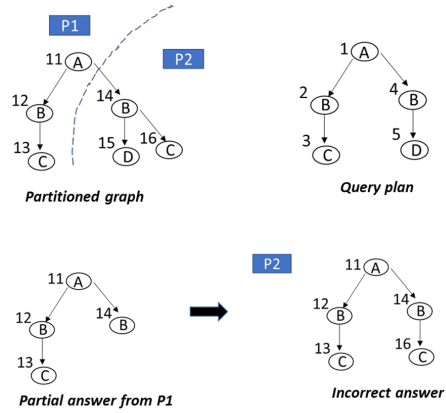 P1
P2
11 A
12 B
14 B
13 C
15 D
16 C
Partitioned graph
1 A
2 B
4 B
3 C
5 D
Query plan
11 A
12 B
14 B
13 C
Partial answer from P1
P2
11 A
12 B
14 B
13 C
16 C
Incorrect answer